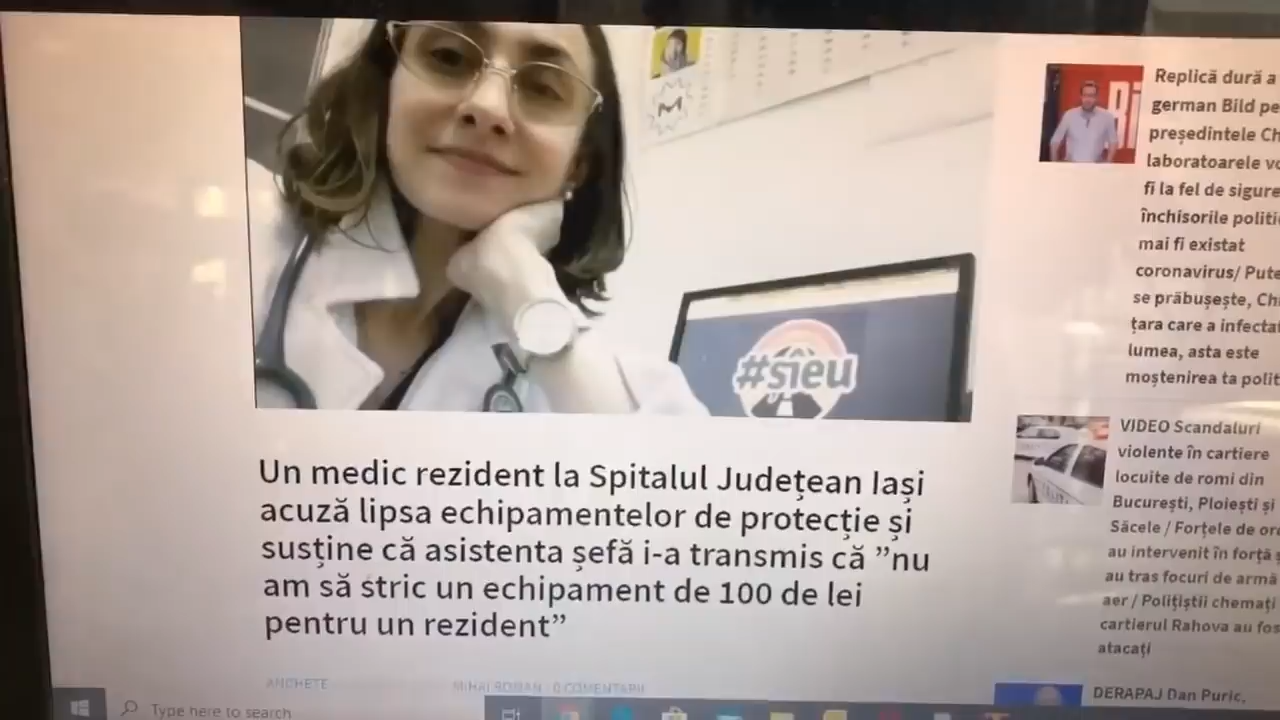 #sieu
Un medic rezident la Spitalul Județean Iași
acuză lipsa echipamentelor de protecție și
susține că asistenta șefă i-a transmis că ”nu
am să stric un echipament de 100 de lei
pentru un rezident”
ANCHETE
MIHAI ROMAN | 0 COMENTARII
Replică dură a
german Bild pe
președintele Ch
laboratoarele vo
fi la fel de sigure
închisorile politi
mai fi existat
coronavirus/ Pute
se prăbușește, Ch
țara care a infecta
lumea, asta este
moștenirea ta polit
VIDEO Scandaluri
violente în cartiere
locuite de romi din
București, Ploiești și
Săcele / Forțele de or
au intervenit în forță
au tras focuri de armă
aer / Polițiștii chemați
cartierul Rahova au fos
atacați
DERAPAJ Dan Puric,
Type here to search